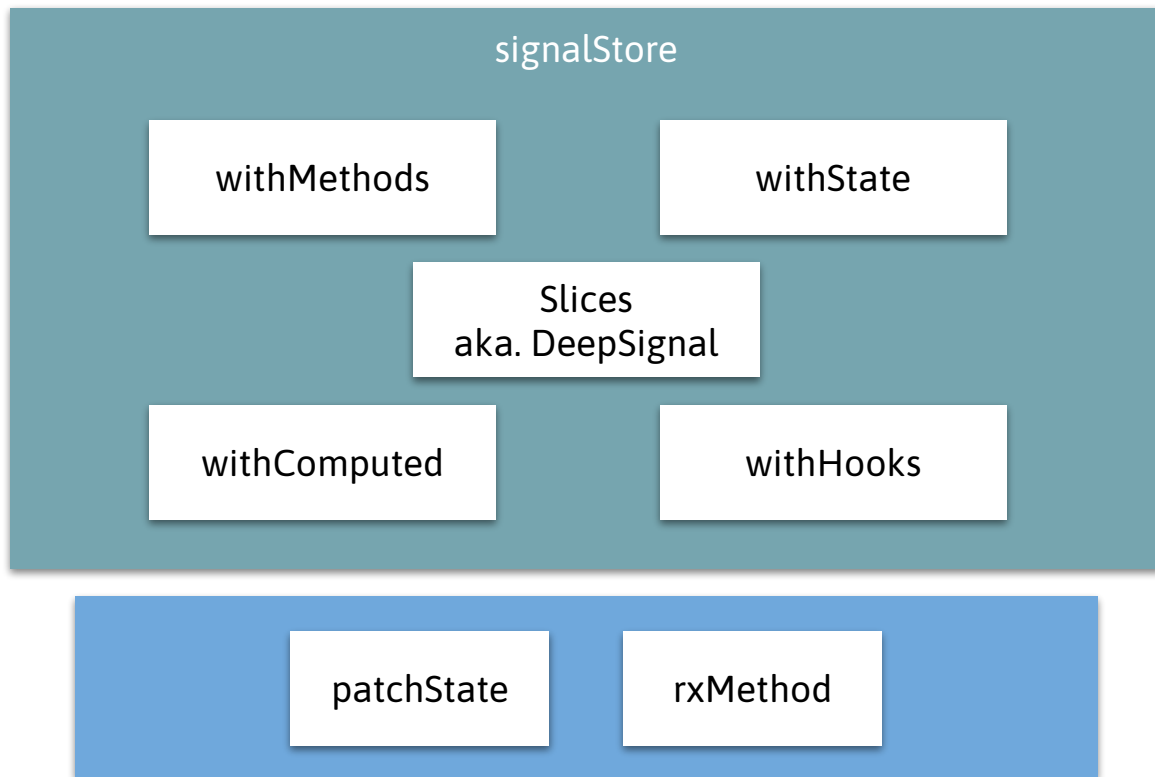 signalStore
withMethods
withState
Slices
aka. DeepSignal
withComputed
withHooks
patchState
rxMethod